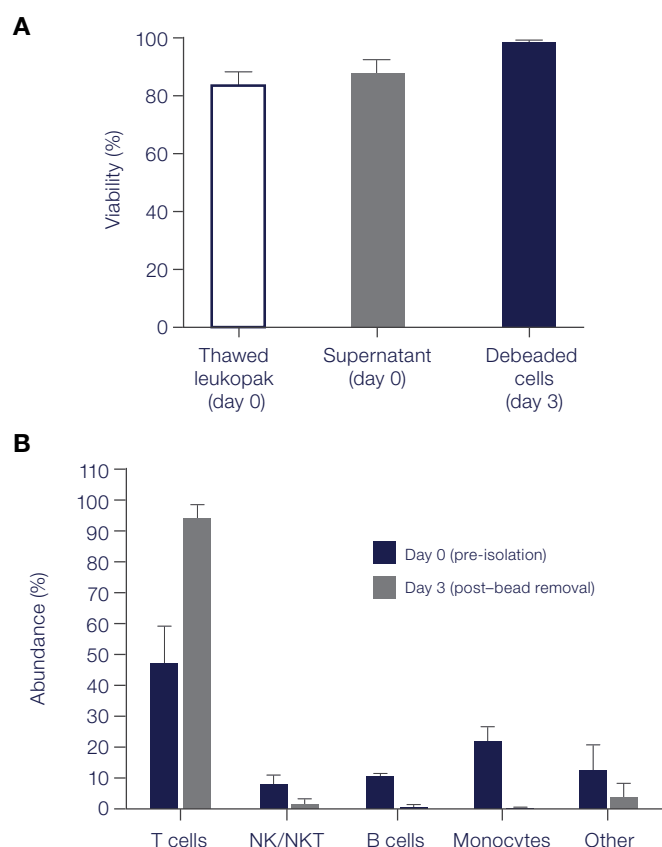 A
100
80
60
40
20
0
Viability (%)
Thawed
leukopak
(day 0)
Supernatant
(day 0)
Debeaded
cells
(day 3)
B
110
100
90
80
70
60
50
40
30
20
10
0
Abundance (%)
Day 0 (pre-isolation)
Day 3 (post–bead removal)
T cells
NK/NKT
B cells
Monocytes
Other